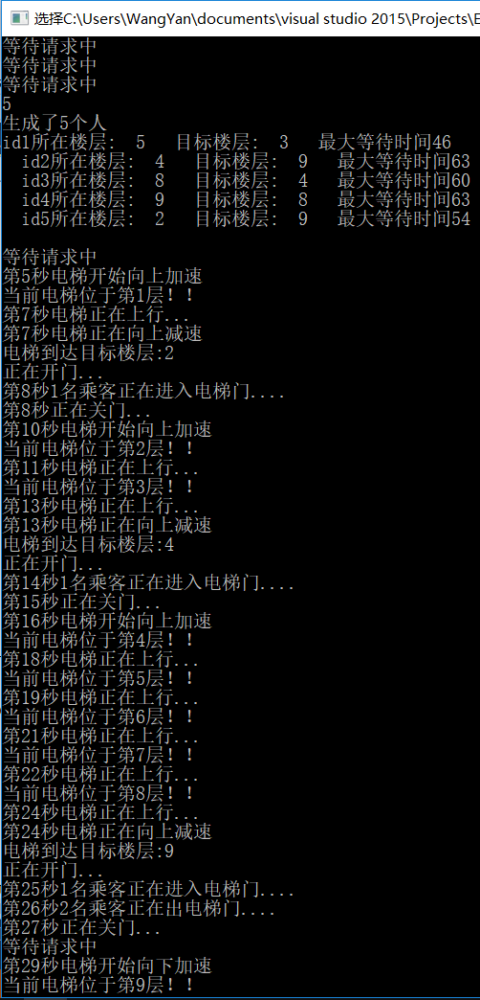 选择C:\Users\WangYan\documents\visual studio 2015\Projects\E
等待请求中
等待请求中
等待请求中
5
生成了5个人
id1所在楼层: 5 目标楼层: 3 最大等待时间46
id2所在楼层: 4 目标楼层: 9 最大等待时间63
id3所在楼层: 8 目标楼层: 4 最大等待时间60
id4所在楼层: 9 目标楼层: 8 最大等待时间63
id5所在楼层: 2 目标楼层: 9 最大等待时间54
等待请求中
第5秒电梯开始向上加速
当前电梯位于第1层！！
第7秒电梯正在上行...
第7秒电梯正在向上减速
电梯到达目标楼层:2
正在开门...
第8秒1名乘客正在进入电梯门....
第8秒正在关门...
第10秒电梯开始向上加速
当前电梯位于第2层！！
第11秒电梯正在上行...
当前电梯位于第3层！！
第13秒电梯正在上行...
第13秒电梯正在向上减速
电梯到达目标楼层:4
正在开门...
第14秒1名乘客正在进入电梯门....
第15秒正在关门...
第16秒电梯开始向上加速
当前电梯位于第4层！！
第18秒电梯正在上行...
当前电梯位于第5层！！
第19秒电梯正在上行...
当前电梯位于第6层！！
第21秒电梯正在上行...
当前电梯位于第7层！！
第22秒电梯正在上行...
当前电梯位于第8层！！
第24秒电梯正在上行...
第24秒电梯正在向上减速
电梯到达目标楼层:9
正在开门...
第25秒1名乘客正在进入电梯门....
第26秒2名乘客正在出电梯门....
第27秒正在关门...
等待请求中
第29秒电梯开始向下加速
当前电梯位于第9层！！